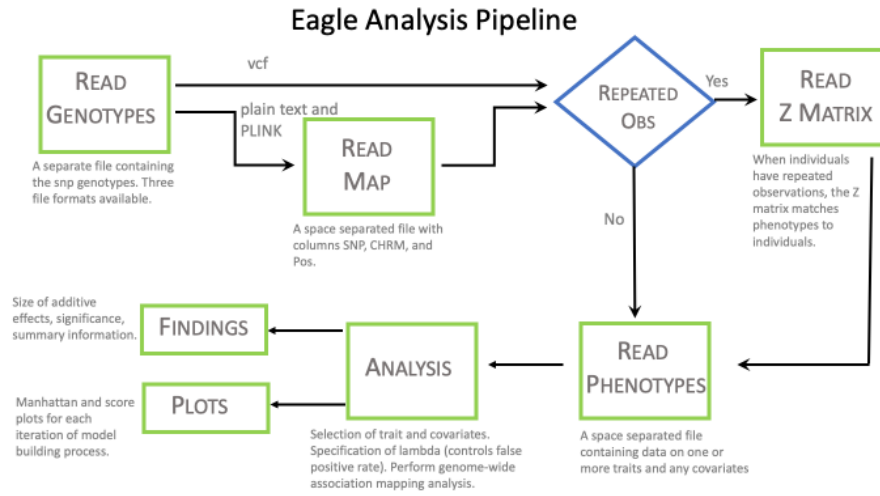 Eagle Analysis Pipeline
READ
GENOTYPES
A separate file containing
the snp genotypes. Three
file formats available.
vcf
plain text and
PLINK
READ
MAP
A space separated file with
columns SNP, CHRM, and
Pos.
REPEATED
OBS
Yes
No
READ
Z MATRIX
When individuals
have repeated
observations, the Z
matrix matches
phenotypes to
individuals.
READ
PHENOTYPES
A space separated file
containing data on one or
more traits and any covariates
ANALYSIS
Selection of trait and covariates.
Specification of lambda (controls false
positive rate). Perform genome-wide
association mapping analysis.
FINDINGS
Size of additive
effects, significance,
summary information.
PLOTS
Manhattan and score
plots for each
iteration of model
building process.